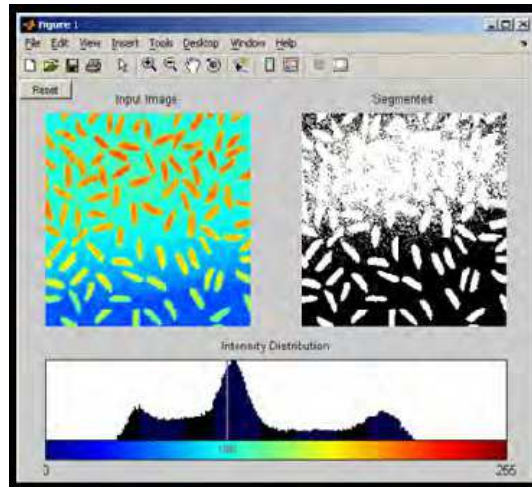 Figure 1
File Edit View Insert Tools Desktop Window Help
Reset
Input Image
Segmented
Intensity Distribution
0
255